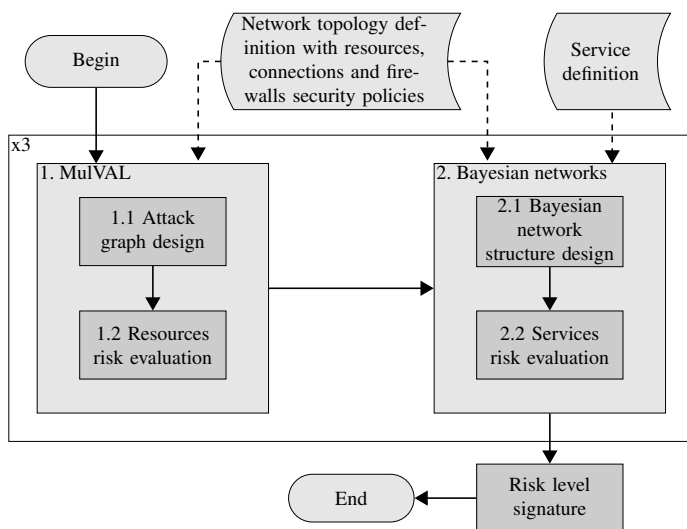 Begin
Network topology def-
inition with resources,
connections and fire-
walls security policies
Service
definition
x3
1. MulVAL
1.1 Attack
graph design
1.2 Resources
risk evaluation
2. Bayesian networks
2.1 Bayesian
network
structure design
2.2 Services
risk evaluation
Risk level
signature
End